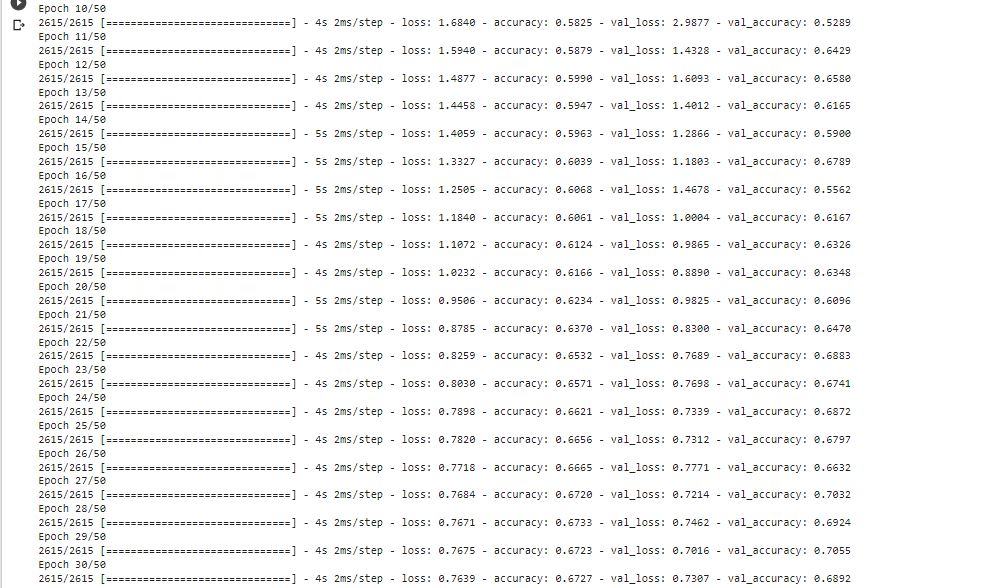 Epoch 10/50
2615/2615 [==============================] - 4s 2ms/step - loss: 1.6840 - accuracy: 0.5825 - val_loss: 2.9877 - val_accuracy: 0.5289
Epoch 11/50
2615/2615 [==============================] - 4s 2ms/step - loss: 1.5940 - accuracy: 0.5879 - val_loss: 1.4328 - val_accuracy: 0.6429
Epoch 12/50
2615/2615 [==============================] - 4s 2ms/step - loss: 1.4877 - accuracy: 0.5990 - val_loss: 1.6093 - val_accuracy: 0.6580
Epoch 13/50
2615/2615 [==============================] - 4s 2ms/step - loss: 1.4458 - accuracy: 0.5947 - val_loss: 1.4012 - val_accuracy: 0.6165
Epoch 14/50
2615/2615 [==============================] - 5s 2ms/step - loss: 1.4059 - accuracy: 0.5963 - val_loss: 1.2866 - val_accuracy: 0.5900
Epoch 15/50
2615/2615 [==============================] - 5s 2ms/step - loss: 1.3327 - accuracy: 0.6039 - val_loss: 1.1803 - val_accuracy: 0.6789
Epoch 16/50
2615/2615 [==============================] - 5s 2ms/step - loss: 1.2505 - accuracy: 0.6068 - val_loss: 1.4678 - val_accuracy: 0.5562
Epoch 17/50
2615/2615 [==============================] - 5s 2ms/step - loss: 1.1840 - accuracy: 0.6061 - val_loss: 1.0004 - val_accuracy: 0.6167
Epoch 18/50
2615/2615 [==============================] - 4s 2ms/step - loss: 1.1072 - accuracy: 0.6124 - val_loss: 0.9865 - val_accuracy: 0.6326
Epoch 19/50
2615/2615 [==============================] - 4s 2ms/step - loss: 1.0232 - accuracy: 0.6166 - val_loss: 0.8890 - val_accuracy: 0.6348
Epoch 20/50
2615/2615 [==============================] - 5s 2ms/step - loss: 0.9506 - accuracy: 0.6234 - val_loss: 0.9825 - val_accuracy: 0.6096
Epoch 21/50
2615/2615 [==============================] - 5s 2ms/step - loss: 0.8785 - accuracy: 0.6370 - val_loss: 0.8300 - val_accuracy: 0.6470
Epoch 22/50
2615/2615 [==============================] - 4s 2ms/step - loss: 0.8259 - accuracy: 0.6532 - val_loss: 0.7689 - val_accuracy: 0.6883
Epoch 23/50
2615/2615 [==============================] - 4s 2ms/step - loss: 0.8030 - accuracy: 0.6571 - val_loss: 0.7698 - val_accuracy: 0.6741
Epoch 24/50
2615/2615 [==============================] - 4s 2ms/step - loss: 0.7898 - accuracy: 0.6621 - val_loss: 0.7339 - val_accuracy: 0.6872
Epoch 25/50
2615/2615 [==============================] - 4s 2ms/step - loss: 0.7820 - accuracy: 0.6656 - val_loss: 0.7312 - val_accuracy: 0.6797
Epoch 26/50
2615/2615 [==============================] - 4s 2ms/step - loss: 0.7718 - accuracy: 0.6665 - val_loss: 0.7771 - val_accuracy: 0.6632
Epoch 27/50
2615/2615 [==============================] - 4s 2ms/step - loss: 0.7684 - accuracy: 0.6720 - val_loss: 0.7214 - val_accuracy: 0.7032
Epoch 28/50
2615/2615 [==============================] - 4s 2ms/step - loss: 0.7671 - accuracy: 0.6733 - val_loss: 0.7462 - val_accuracy: 0.6924
Epoch 29/50
2615/2615 [==============================] - 4s 2ms/step - loss: 0.7675 - accuracy: 0.6723 - val_loss: 0.7016 - val_accuracy: 0.7055
Epoch 30/50
2615/2615 [==============================] - 4s 2ms/step - loss: 0.7639 - accuracy: 0.6727 - val_loss: 0.7307 - val_accuracy: 0.6892